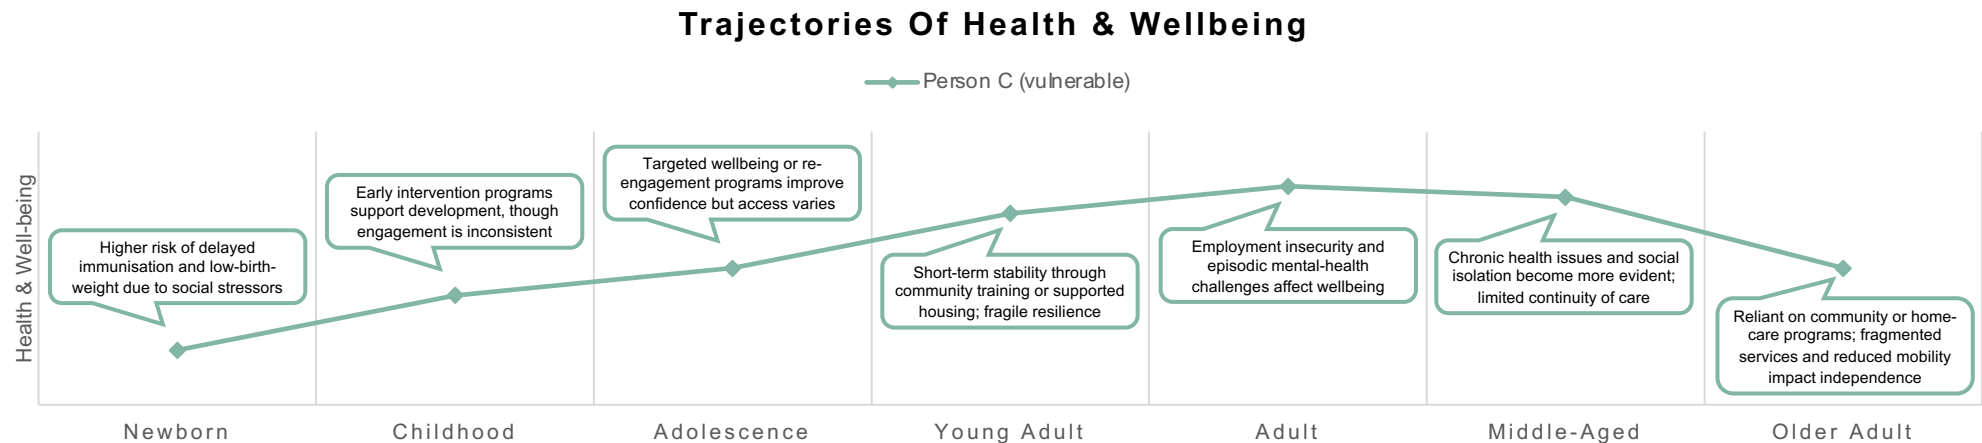 Trajectories Of Health & Wellbeing
Person C (vulnerable)
Health & Well-being
Higher risk of delayed
immunisation and low-birth-
weight due to social stressors
Early intervention programs
support development, though
engagement is inconsistent
Targeted wellbeing or re-
engagement programs improve
confidence but access varies
Short-term stability through
community training or supported
housing; fragile resilience
Employment insecurity and
episodic mental-health
challenges affect wellbeing
Chronic health issues and social
isolation become more evident;
limited continuity of care
Reliant on community or home-
care programs; fragmented
services and reduced mobility
impact independence
Newborn
Childhood
Adolescence
Young Adult
Adult
Middle-Aged
Older Adult